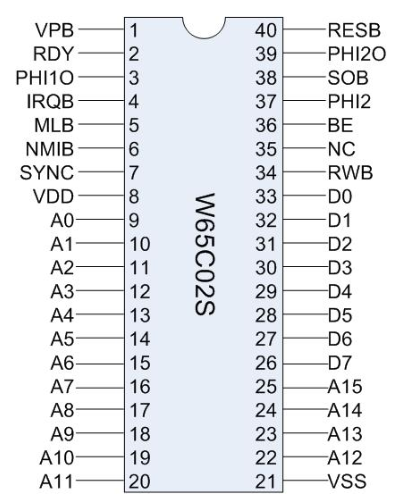 VPB 1 40 RESB
RDY 2 39 PHI2O
PHI1O 3 38 SOB
IRQB 4 37 PHI2
MLB 5 36 BE
NMIB 6 35 NC
SYNC 7 34 RWB
VDD 8 33 D0
A0 9 32 D1
A1 10 31 D2
A2 11 30 D3
A3 12 29 D4
A4 13 28 D5
A5 14 27 D6
A6 15 26 D7
A7 16 25 A15
A8 17 24 A14
A9 18 23 A13
A10 19 22 A12
A11 20 21 VSS
W65C02S